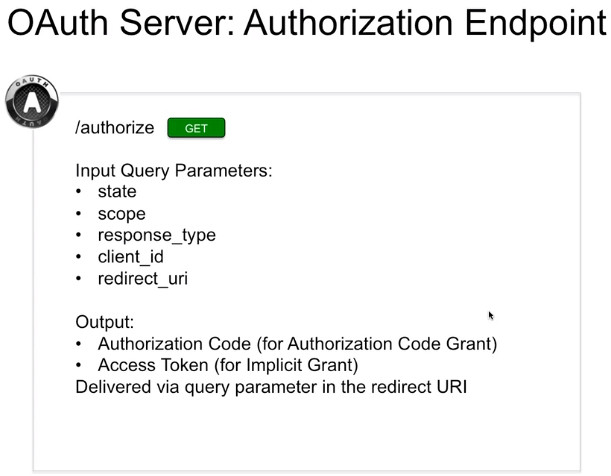 OAuth Server: Authorization Endpoint
OAUTH
A
/authorize GET
Input Query Parameters:
• state
• scope
• response_type
• client_id
• redirect_uri
Output:
• Authorization Code (for Authorization Code Grant)
• Access Token (for Implicit Grant)
Delivered via query parameter in the redirect URI